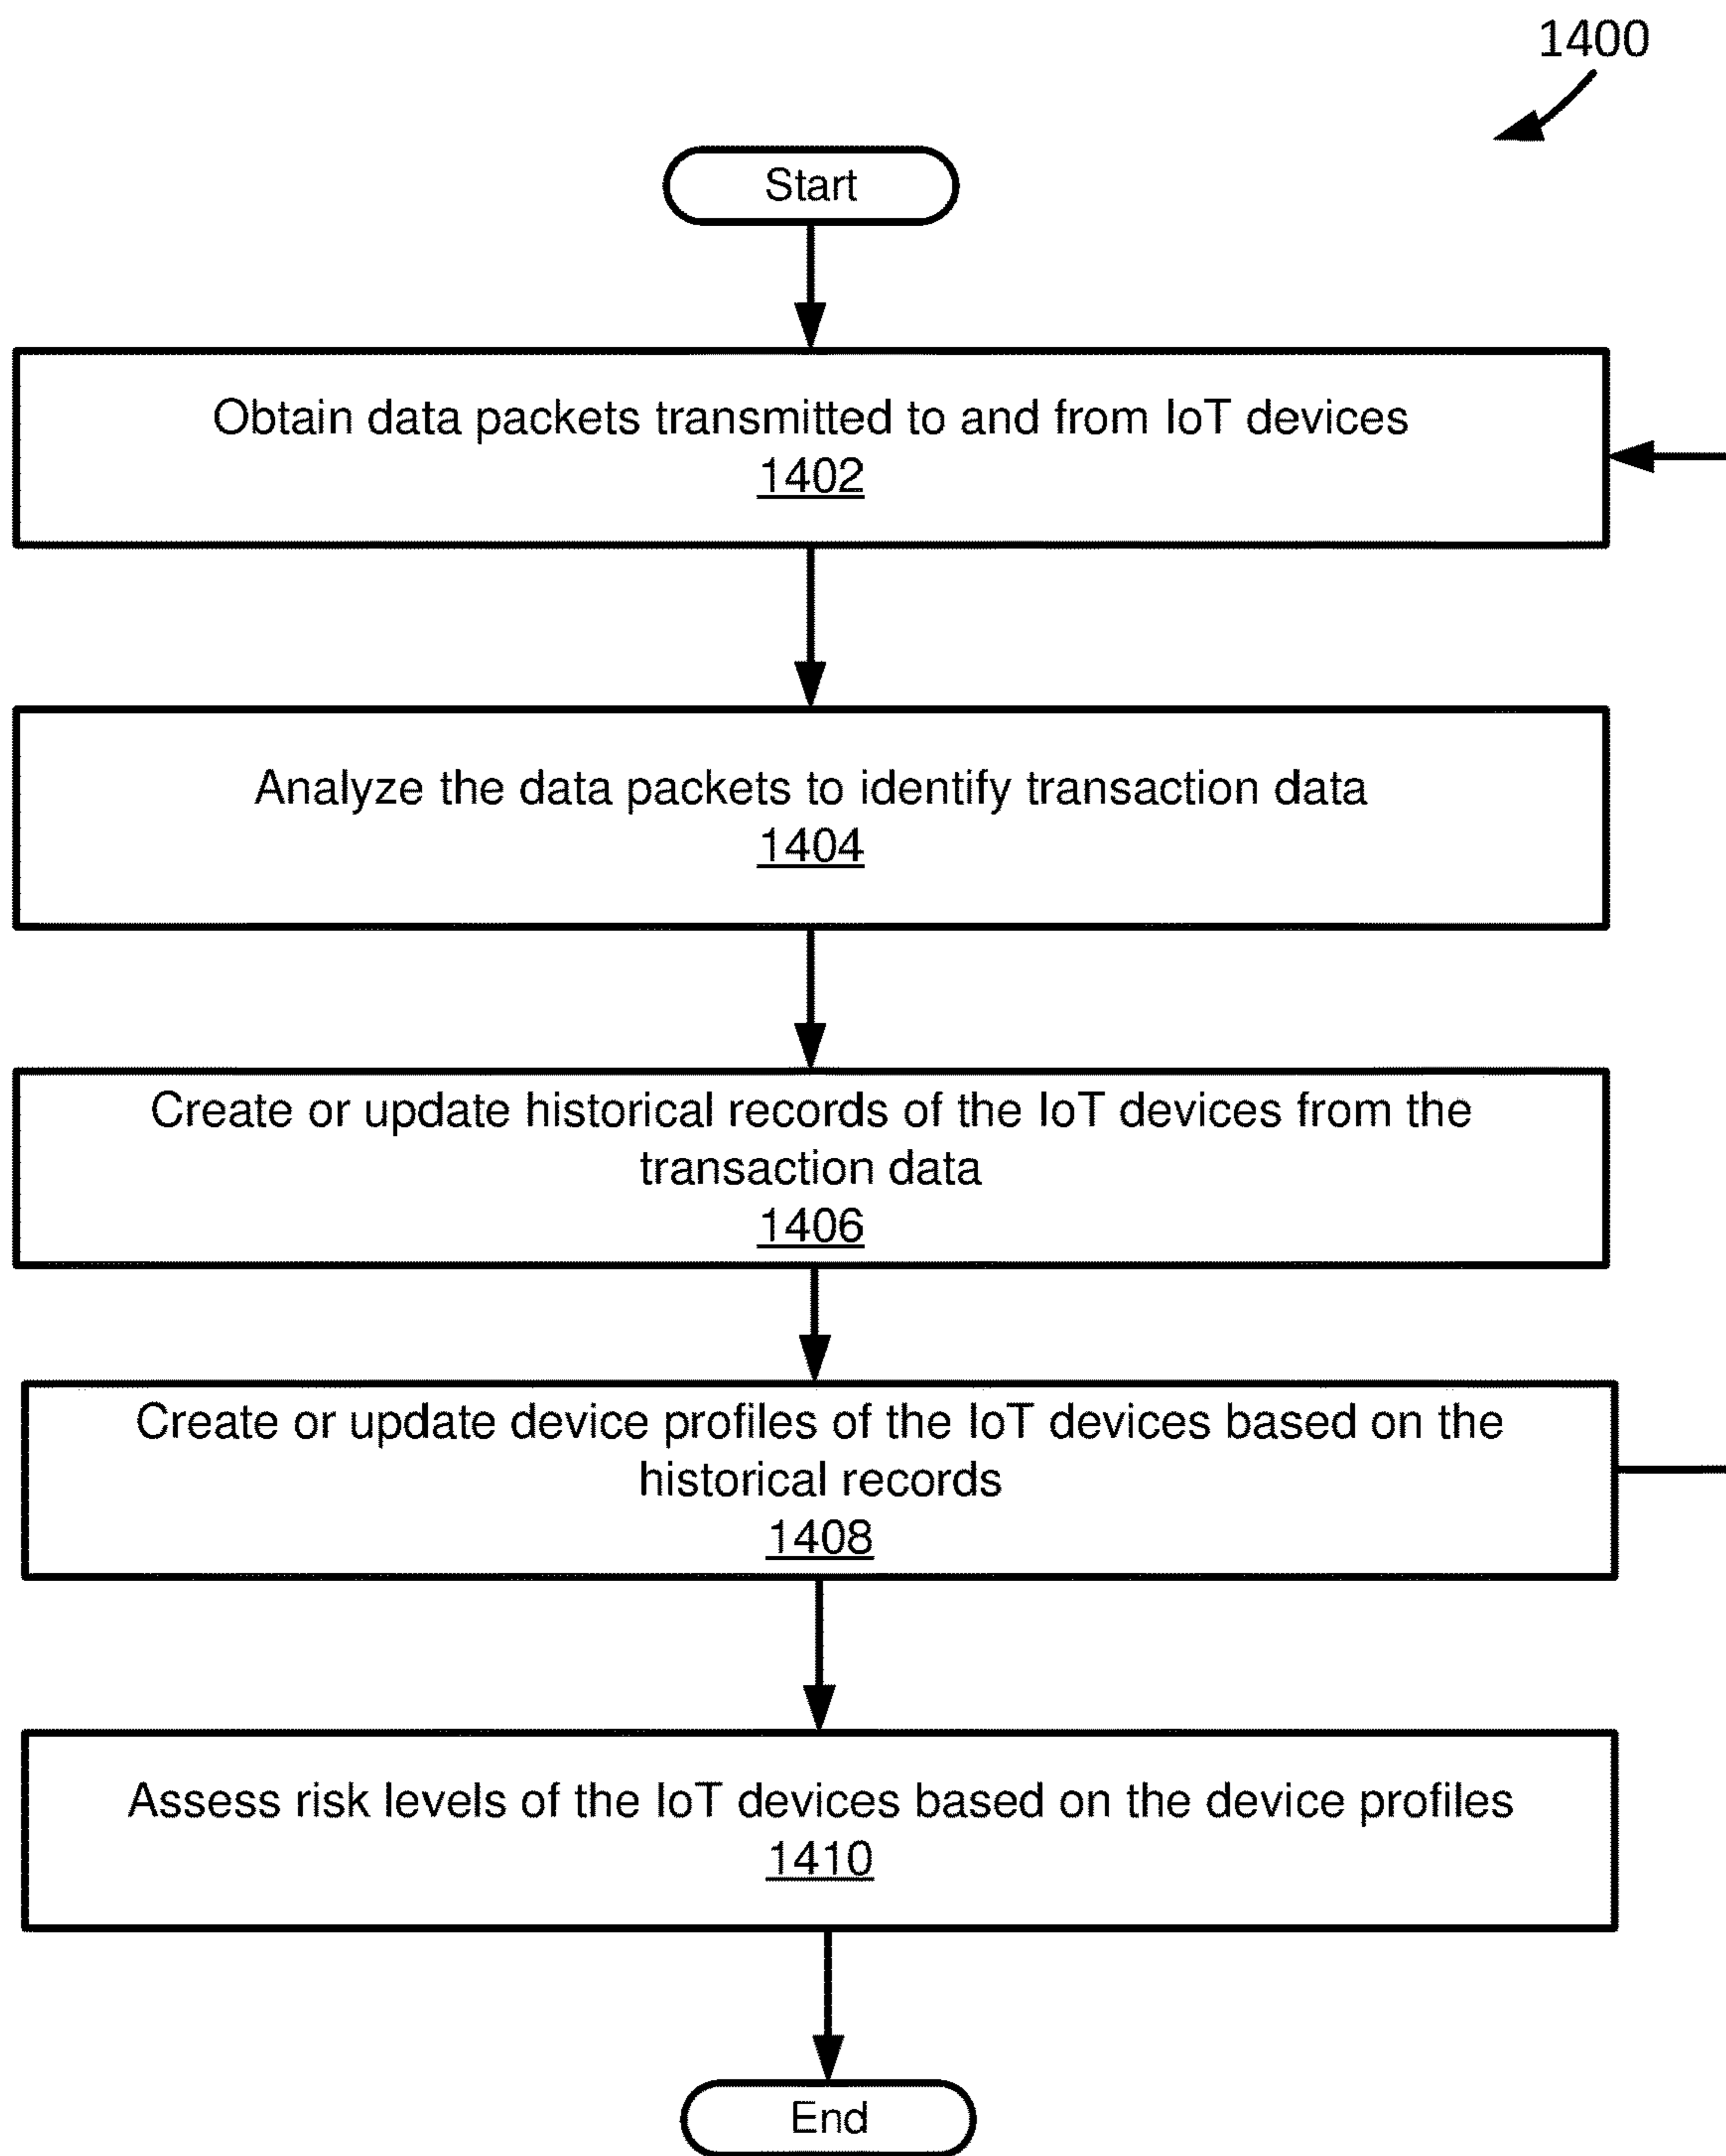 1400
Start
Obtain data packets transmitted to and from IoT devices
1402
Analyze the data packets to identify transaction data
1404
Create or update historical records of the IoT devices from the
transaction data
1406
Create or update device profiles of the IoT devices based on the
historical records
1408
Assess risk levels of the IoT devices based on the device profiles
1410
End